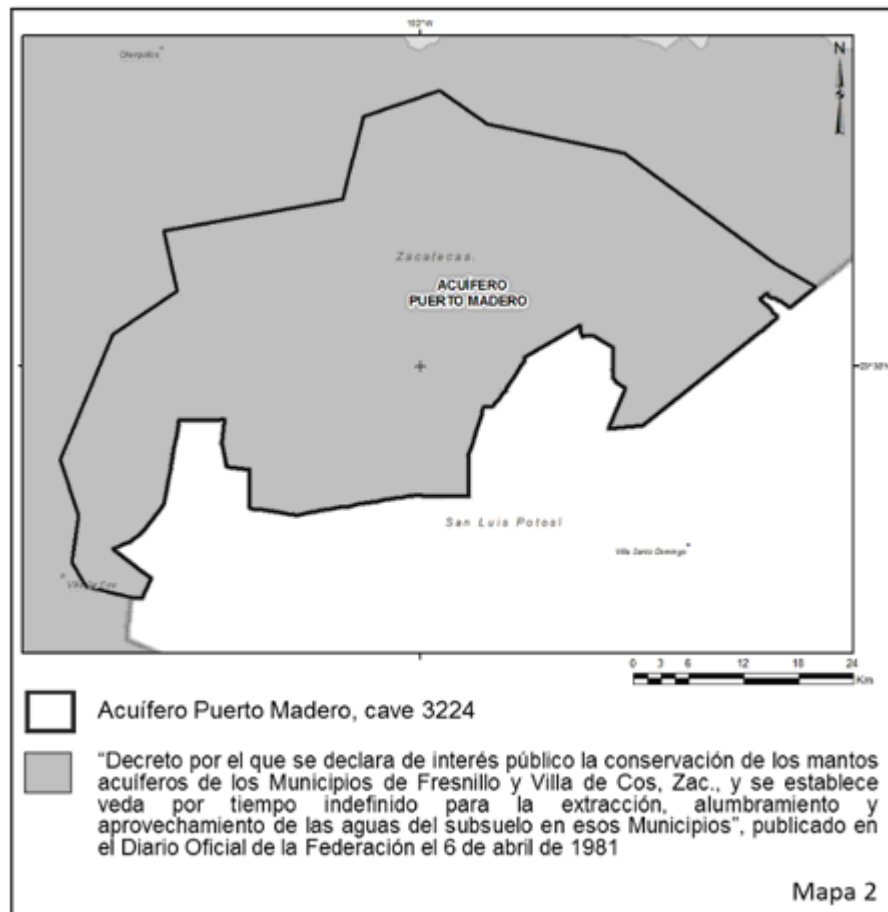 102°W
N
Zacatecas.
ACUÍFERO
PUERTO MADERO
San Luis Potosí
Villa Santo Domingo
Villa De Cos
0 3 6 12 18 24
Km
Acuífero Puerto Madero, cave 3224
“Decreto por el que se declara de interés público la conservación de los mantos
acuíferos de los Municipios de Fresnillo y Villa de Cos, Zac., y se establece
veda por tiempo indefinido para la extracción, alumbramiento y
aprovechamiento de las aguas del subsuelo en esos Municipios”, publicado en
el Diario Oficial de la Federación el 6 de abril de 1981
Mapa 2